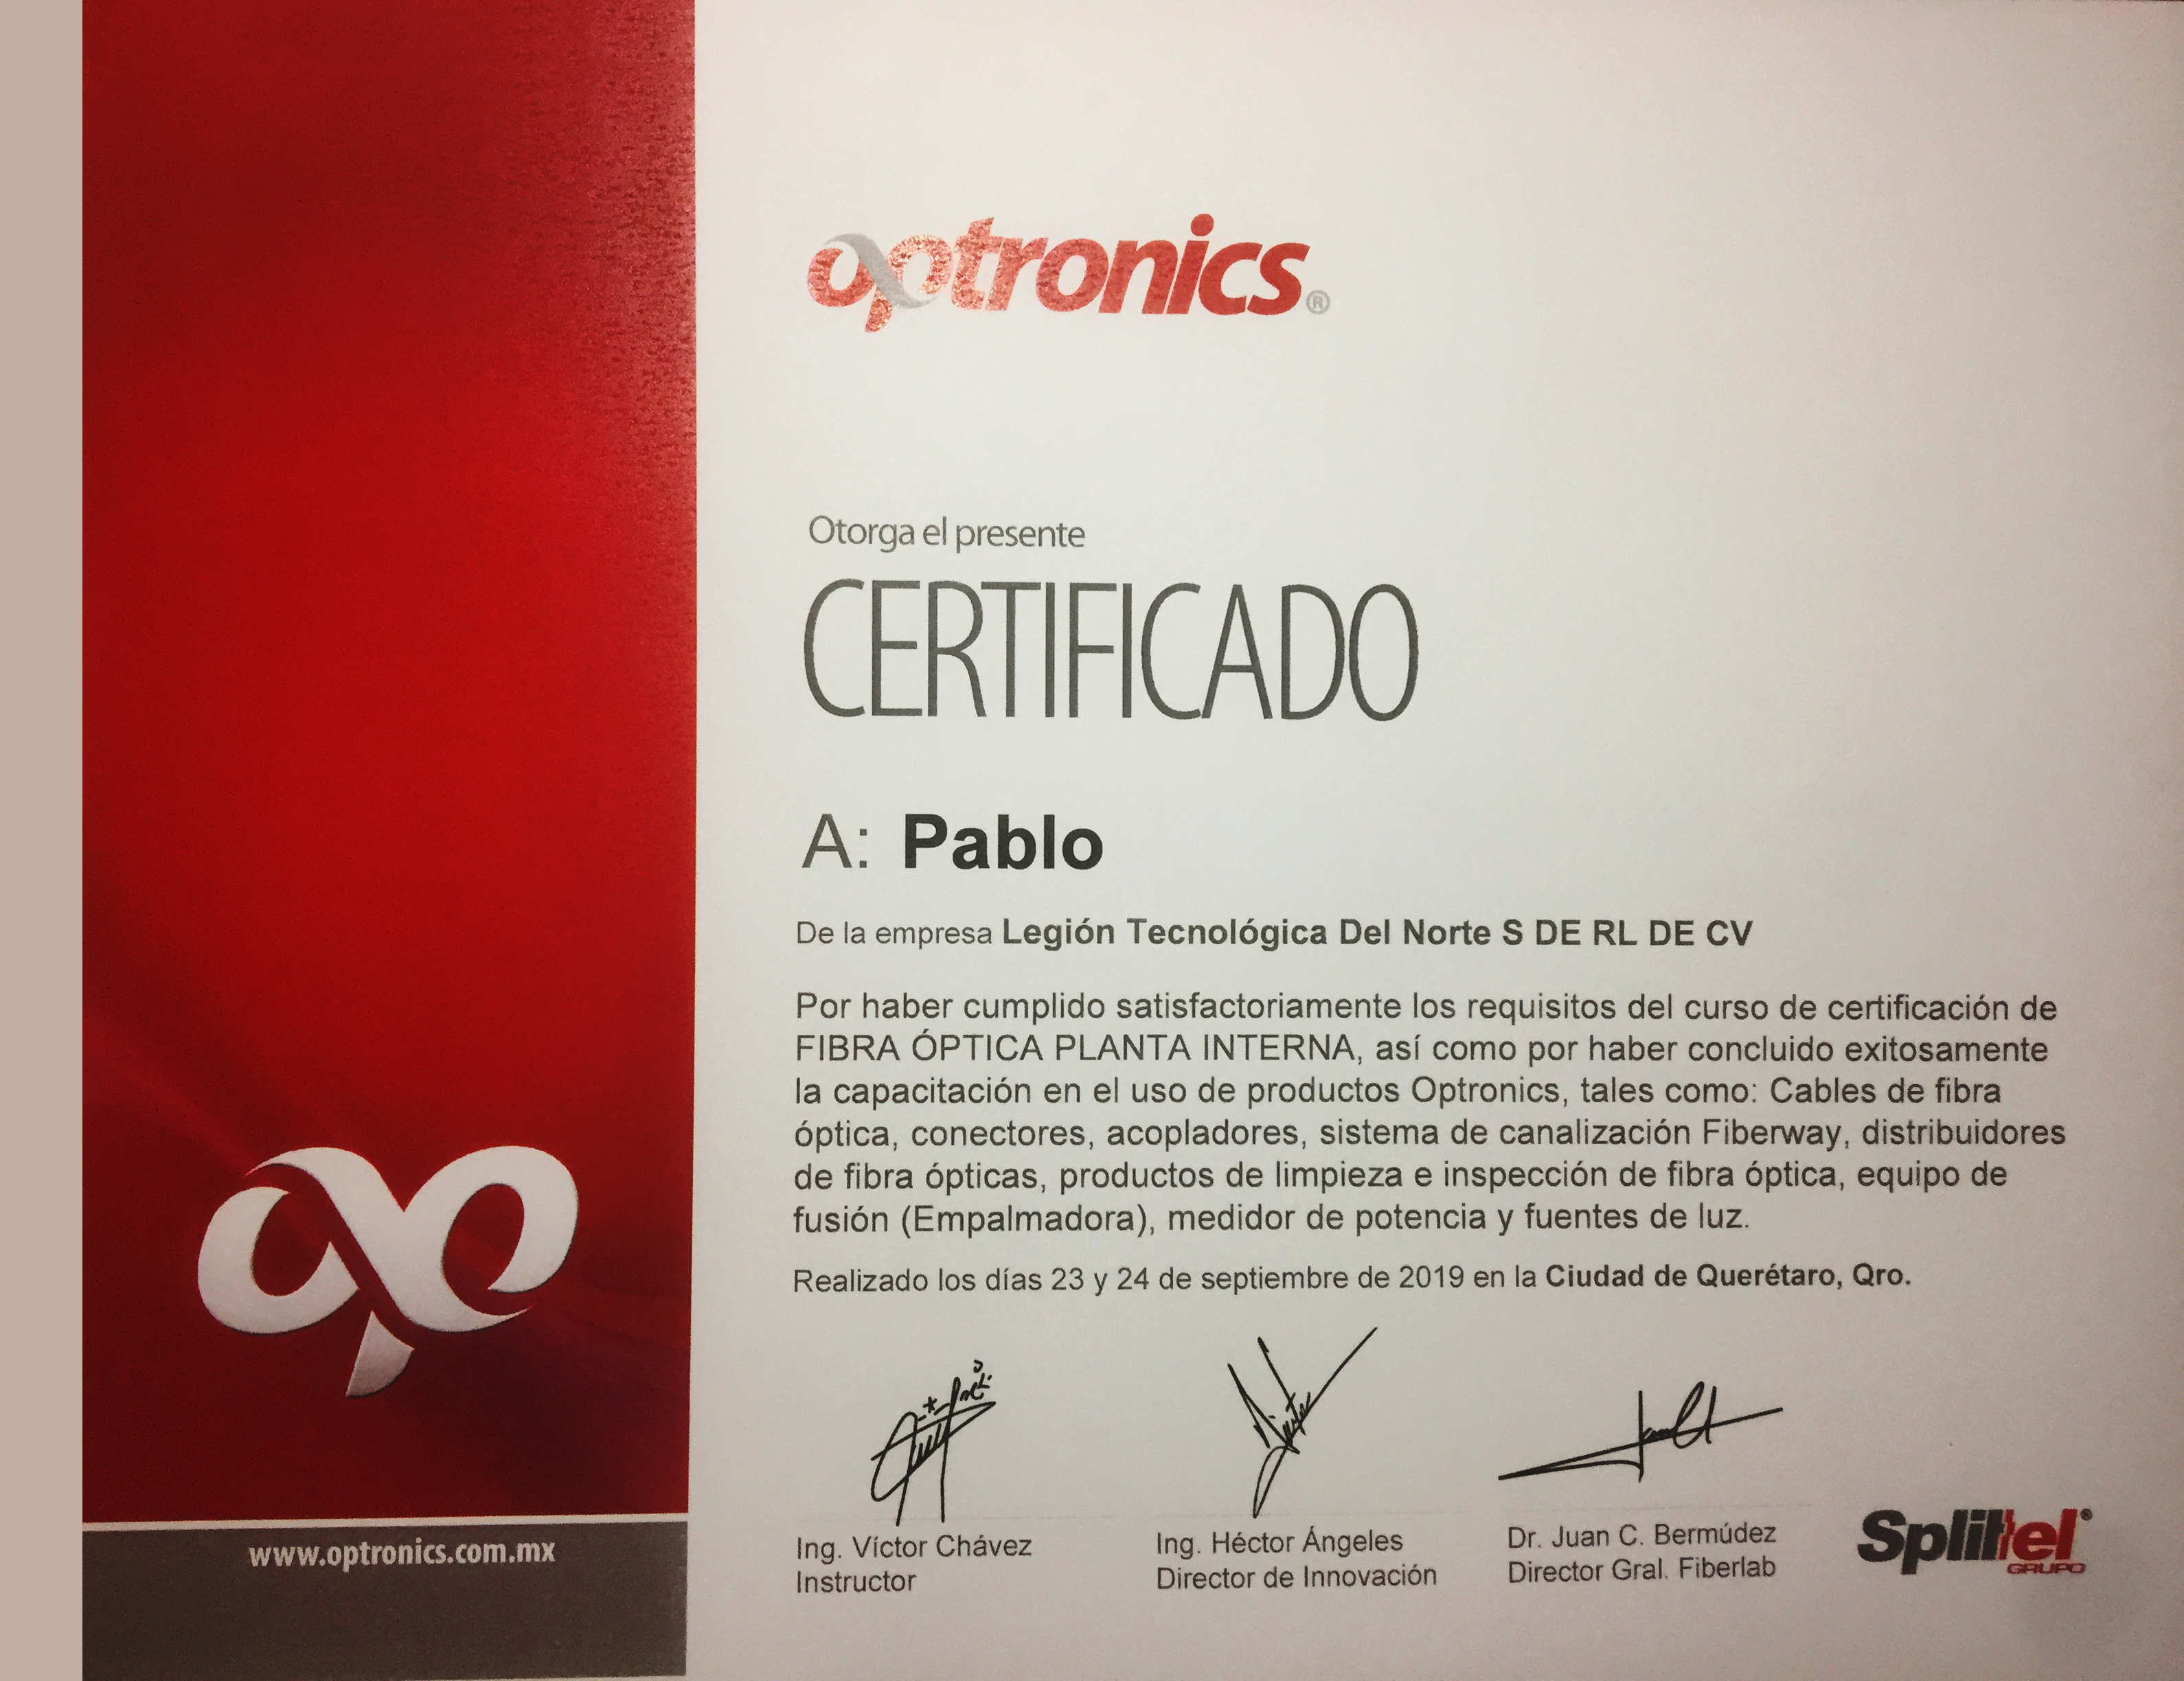 optronics®
Otorga el presente
CERTIFICADO
A: Pablo
De la empresa Legión Tecnológica Del Norte S DE RL DE CV
Por haber cumplido satisfactoriamente los requisitos del curso de certificación de
FIBRA ÓPTICA PLANTA INTERNA, así como por haber concluido exitosamente
la capacitación en el uso de productos Optronics, tales como: Cables de fibra
óptica, conectores, acopladores, sistema de canalización Fiberway, distribuidores
de fibra ópticas, productos de limpieza e inspección de fibra óptica, equipo de
fusión (Empalmadora), medidor de potencia y fuentes de luz.
Realizado los días 23 y 24 de septiembre de 2019 en la Ciudad de Querétaro, Qro.
Ing. Víctor Chávez
Instructor
Ing. Héctor Ángeles
Director de Innovación
Dr. Juan C. Bermúdez
Director Gral. Fiberlab
Splittel®
GRUPO
op
www.optronics.com.mx